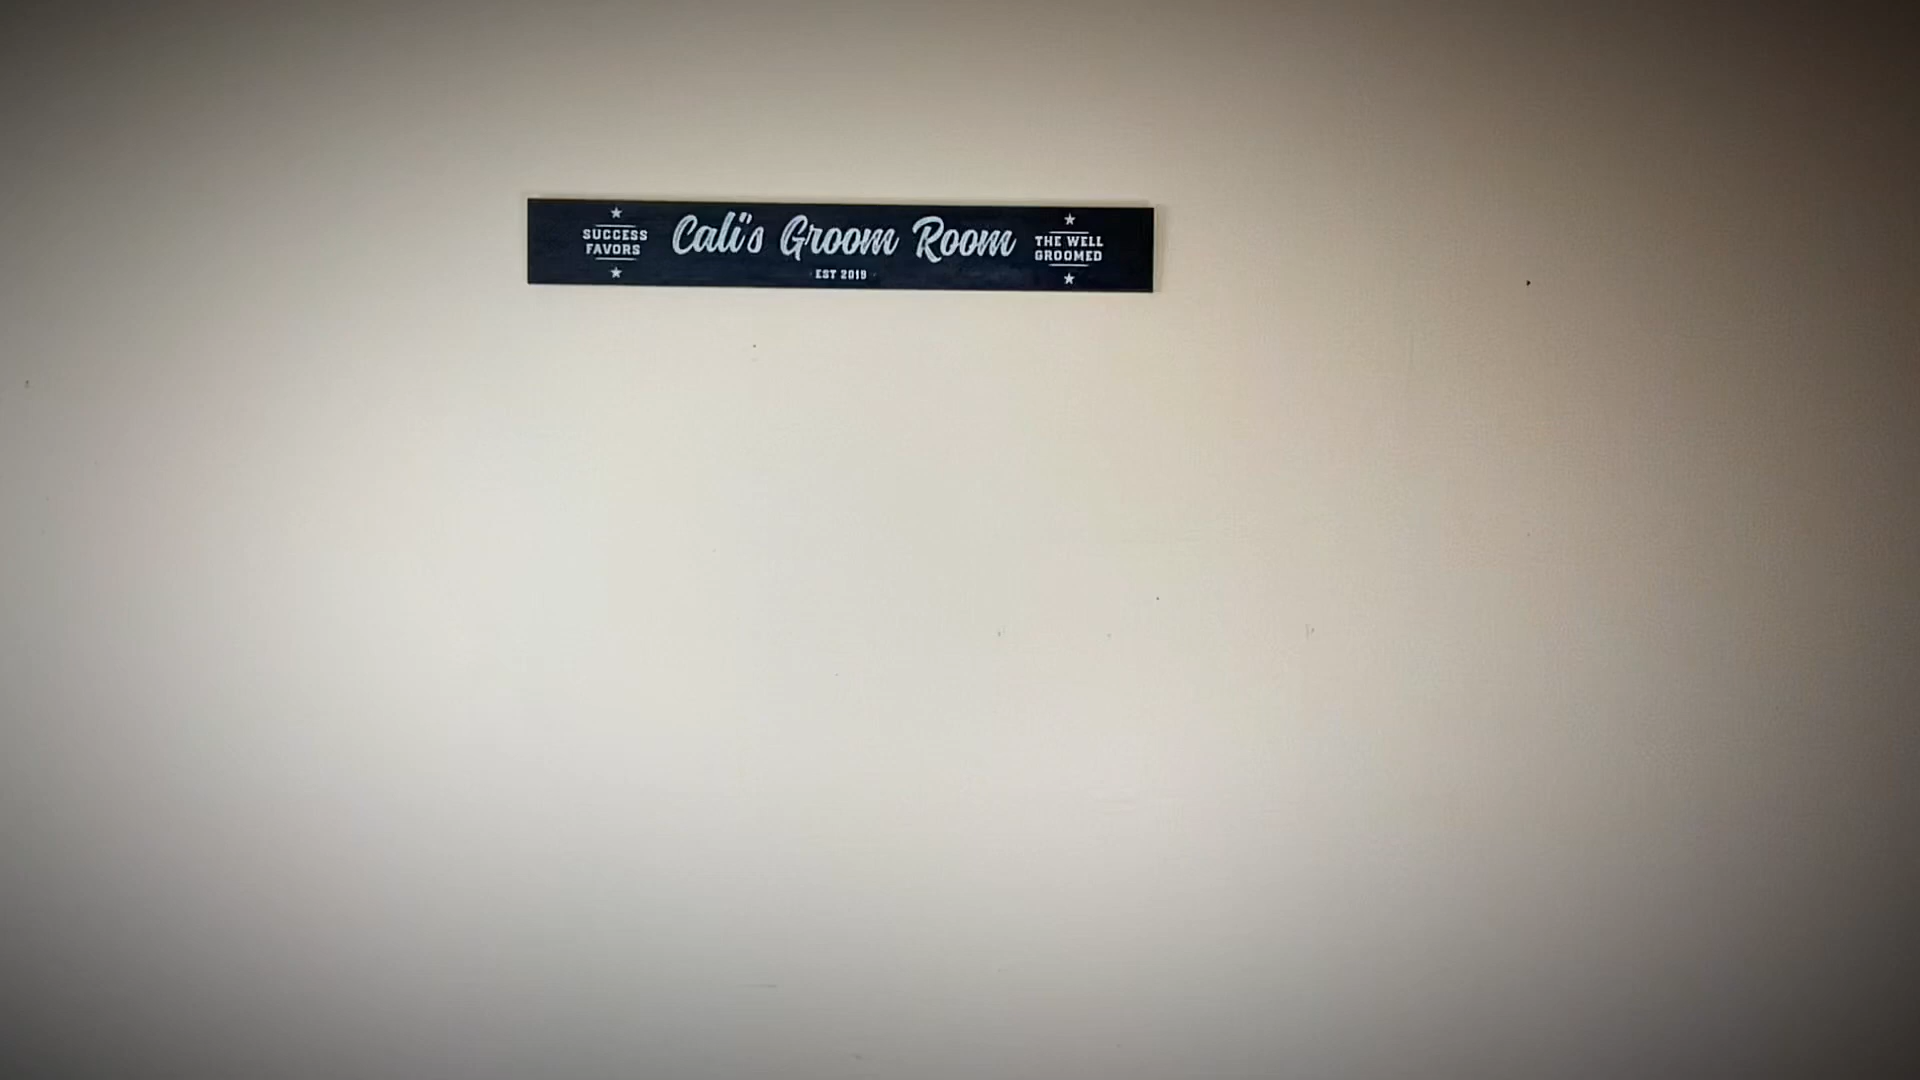 SUCCESS
FAVORS
Cali's Groom Room
EST 2019
THE WELL
GROOMED